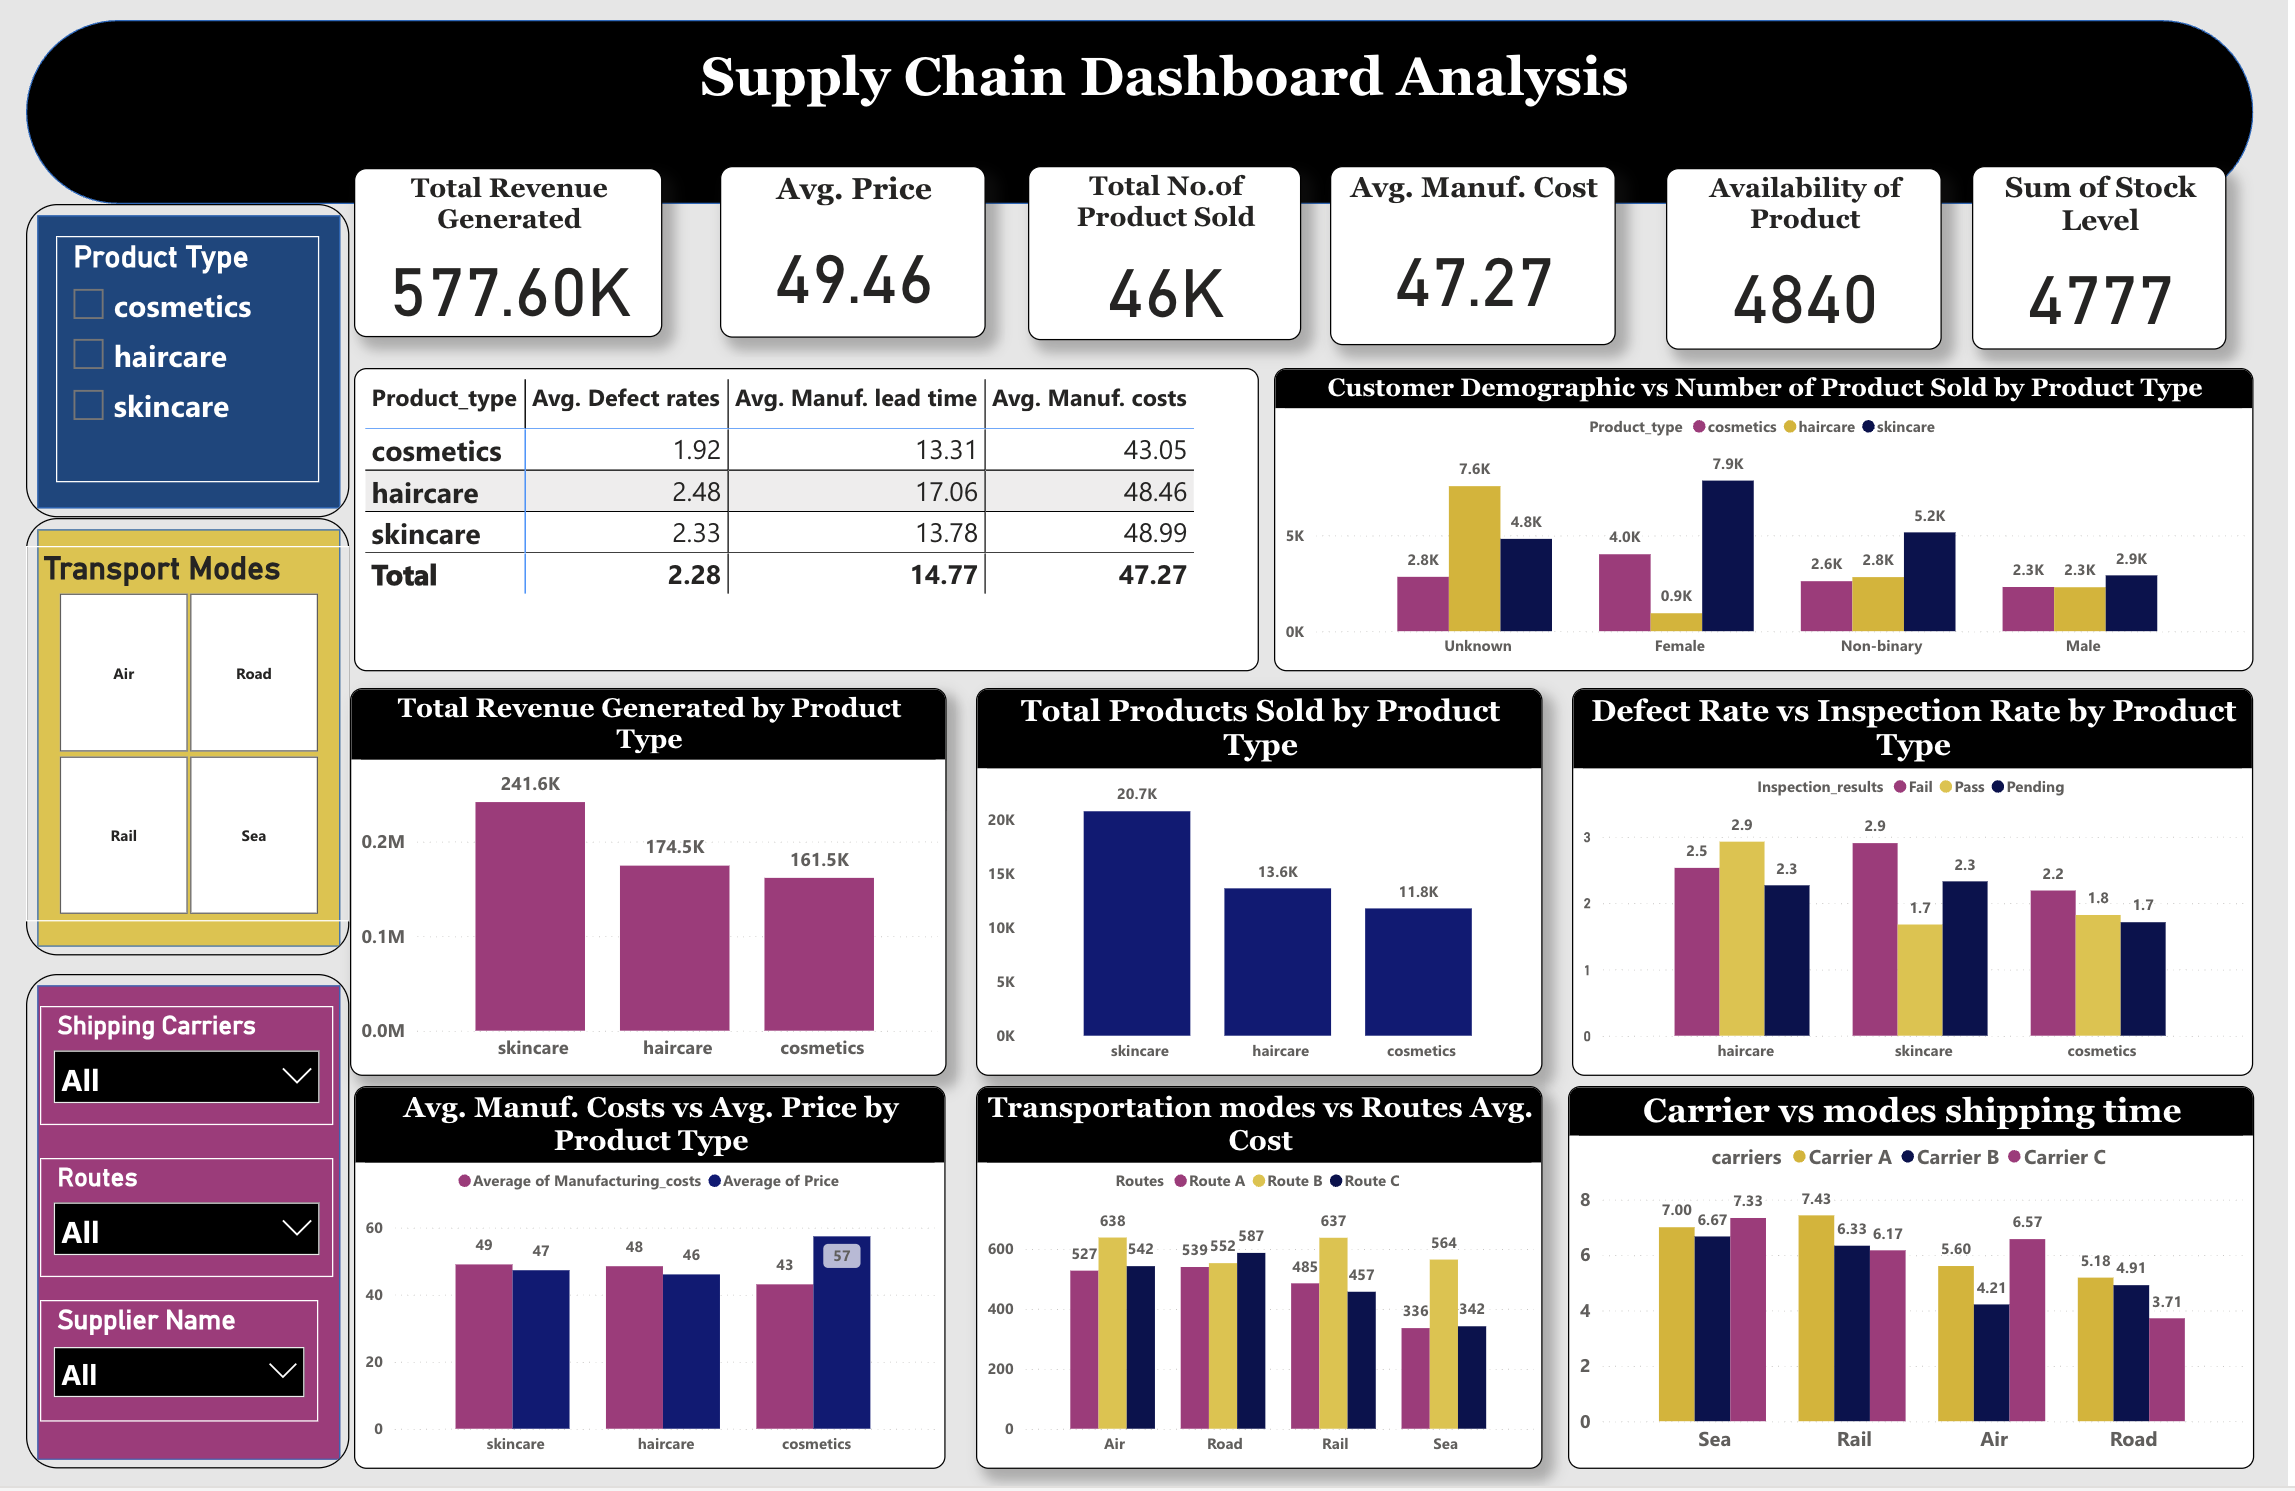 Supply Chain Dashboard Analysis
Total Revenue
Generated
577.60K
Avg. Price
49.46
Total No.of
Product Sold
46K
Avg. Manuf. Cost
47.27
Availability of
Product
4840
Sum of Stock
Level
4777
Product Type
cosmetics
haircare
skincare
Transport Modes
Air Road
Rail Sea
Shipping Carriers
All
Routes
All
Supplier Name
All
Product_type Avg. Defect rates Avg. Manuf. lead time Avg. Manuf. costs
cosmetics 1.92 13.31 43.05
haircare 2.48 17.06 48.46
skincare 2.33 13.78 48.99
Total 2.28 14.77 47.27
Customer Demographic vs Number of Product Sold by Product Type
Product_type cosmetics haircare skincare
5K
0K
2.8K 7.6K 4.8K
4.0K 0.9K 7.9K
2.6K 2.8K 5.2K
2.3K 2.3K 2.9K
Unknown Female Non-binary Male
Total Revenue Generated by Product
Type
0.2M
0.1M
0.0M
241.6K 174.5K 161.5K
skincare haircare cosmetics
Total Products Sold by Product
Type
20K
15K
10K
5K
0K
20.7K 13.6K 11.8K
skincare haircare cosmetics
Defect Rate vs Inspection Rate by Product
Type
Inspection_results Fail Pass Pending
3
2
1
0
2.5 2.9 2.3
2.9 1.7 2.3
2.2 1.8 1.7
haircare skincare cosmetics
Avg. Manuf. Costs vs Avg. Price by
Product Type
Average of Manufacturing_costs Average of Price
60
40
20
0
49 47 48 46 43 57
skincare haircare cosmetics
Transportation modes vs Routes Avg.
Cost
Routes Route A Route B Route C
600
400
200
0
527 638 542
539 552 587
485 637 457
336 564 342
Air Road Rail Sea
Carrier vs modes shipping time
carriers Carrier A Carrier B Carrier C
8
6
4
2
0
7.00 6.67 7.33
7.43 6.33 6.17
5.60 4.21 6.57
5.18 4.91 3.71
Sea Rail Air Road